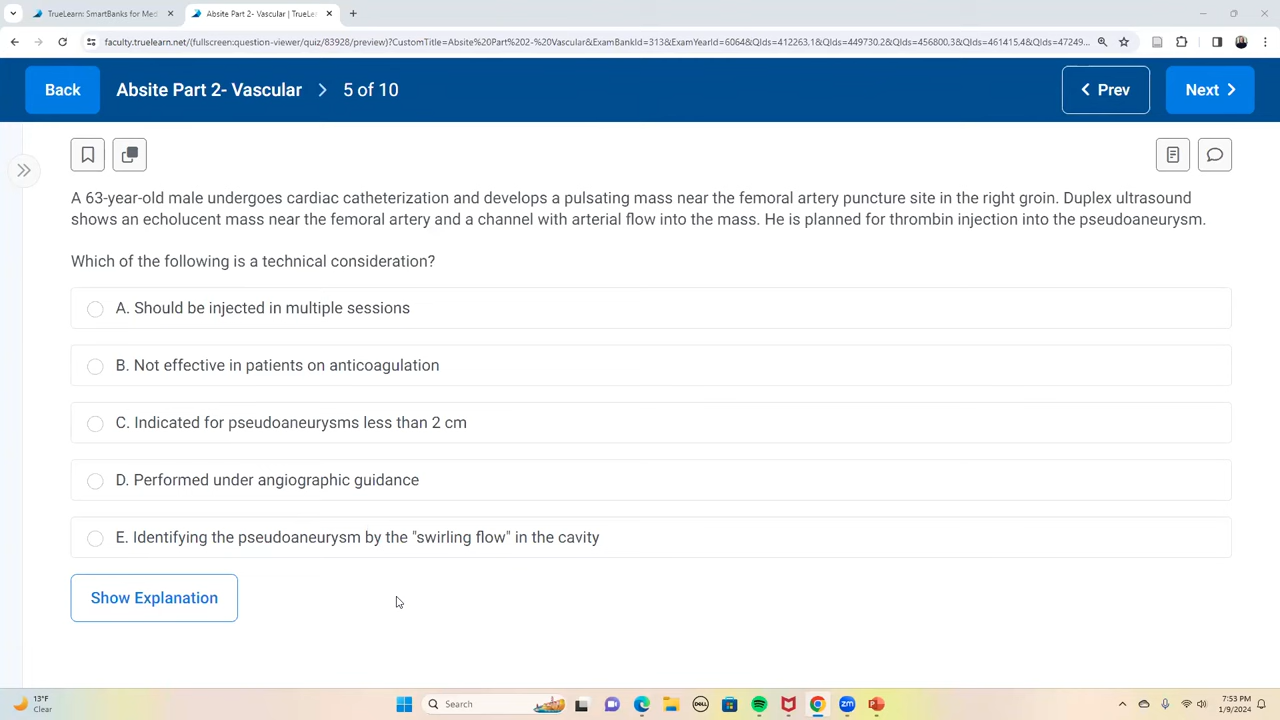 TrueLearn: SmartBanks for Med
Absite Part 2- Vascular | TrueLe
faculty.truelearn.net/(fullscreen:question-viewer/quiz/83928/preview)?CustomTitle=Absite%20Part%202-%20Vascular&ExamBankId=313&ExamYearId=6064&QIds=412263,1&QIds=449730.2&QIds=456800,3&QIds=461415,4&QIds=47249...
Back
Absite Part 2- Vascular
5 of 10
Prev
Next
A 63-year-old male undergoes cardiac catheterization and develops a pulsating mass near the femoral artery puncture site in the right groin. Duplex ultrasound
shows an echolucent mass near the femoral artery and a channel with arterial flow into the mass. He is planned for thrombin injection into the pseudoaneurysm.
Which of the following is a technical consideration?
A. Should be injected in multiple sessions
B. Not effective in patients on anticoagulation
C. Indicated for pseudoaneurysms less than 2 cm
D. Performed under angiographic guidance
E. Identifying the pseudoaneurysm by the "swirling flow" in the cavity
Show Explanation
13°F
Clear
Search
DELL
zm
P
7:53 PM
1/9/2024